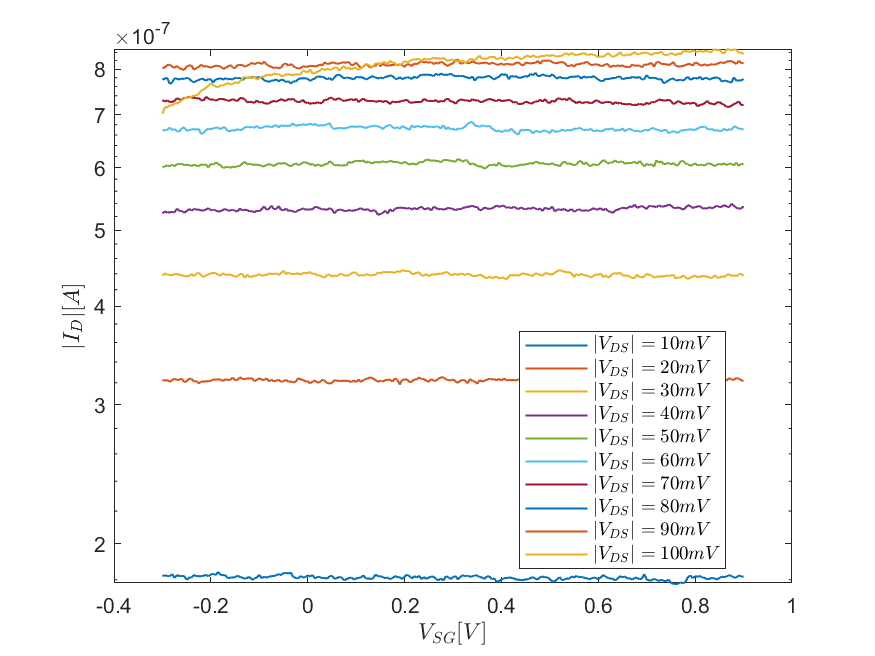 ×10-7
8
7
6
5
4
3
2
|I_D|[A]
|V_DS| = 10mV
|V_DS| = 20mV
|V_DS| = 30mV
|V_DS| = 40mV
|V_DS| = 50mV
|V_DS| = 60mV
|V_DS| = 70mV
|V_DS| = 80mV
|V_DS| = 90mV
|V_DS| = 100mV
-0.4 -0.2 0 0.2 0.4 0.6 0.8 1
V_SG[V]